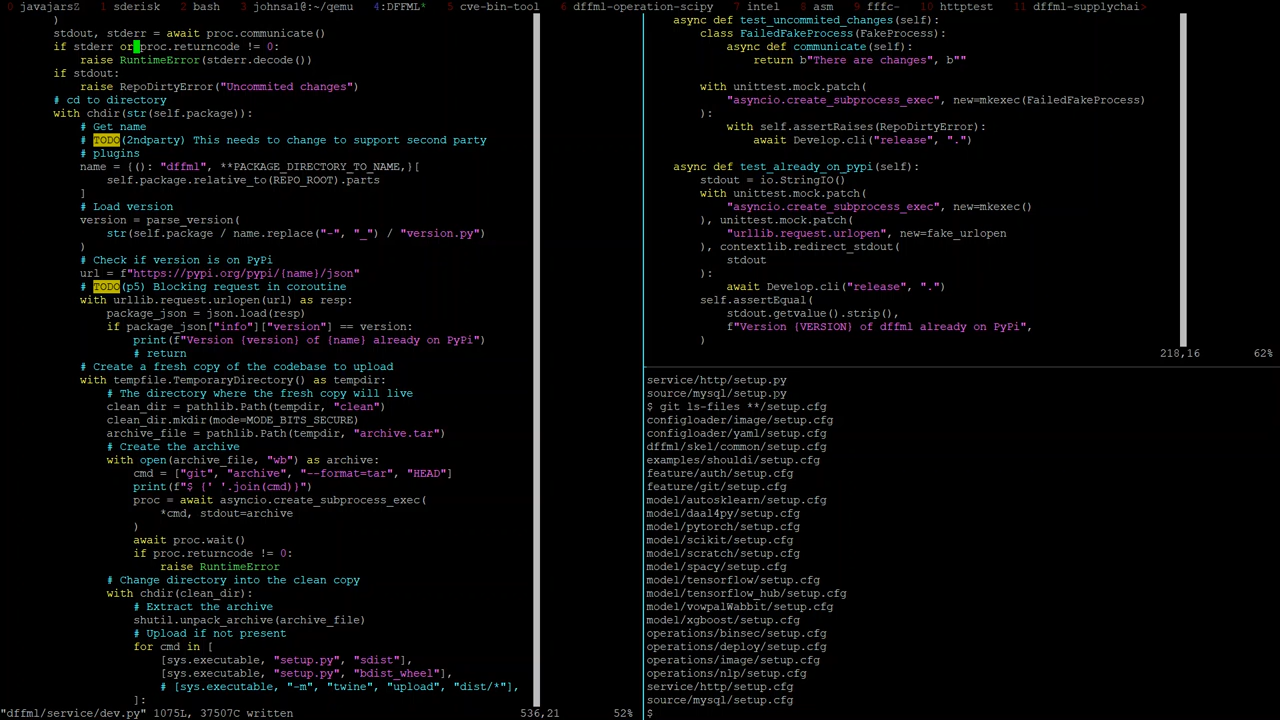 0 javajarsZ  1 sderisk  2 bash  3 johnsa1@:~/qemu  4:DFFML*  5 cve-bin-tool  6 dffml-operation-scipy  7 intel  8 asm  9 fffc-  10 httptest  11 dffml-supplychai>
stdout, stderr = await proc.communicate()
if stderr or proc.returncode != 0:
    raise RuntimeError(stderr.decode())
if stdout:
    raise RepoDirtyError("Uncommited changes")
# cd to directory
with chdir(str(self.package)):
    # Get name
    # TODO(2ndparty) This needs to change to support second party
    # plugins
    name = {(): "dffml", **PACKAGE_DIRECTORY_TO_NAME,}[
        self.package.relative_to(REPO_ROOT).parts
    ]
    # Load version
    version = parse_version(
        str(self.package / name.replace("-", "_") / "version.py")
    )
    # Check if version is on PyPi
    url = f"https://pypi.org/pypi/{name}/json"
    # TODO(p5) Blocking request in coroutine
    with urllib.request.urlopen(url) as resp:
        package_json = json.load(resp)
        if package_json["info"]["version"] == version:
            print(f"Version {version} of {name} already on PyPi")
            # return
    # Create a fresh copy of the codebase to upload
    with tempfile.TemporaryDirectory() as tempdir:
        # The directory where the fresh copy will live
        clean_dir = pathlib.Path(tempdir, "clean")
        clean_dir.mkdir(mode=MODE_BITS_SECURE)
        archive_file = pathlib.Path(tempdir, "archive.tar")
        # Create the archive
        with open(archive_file, "wb") as archive:
            cmd = ["git", "archive", "--format=tar", "HEAD"]
            print(f"$ {' '.join(cmd)}")
            proc = await asyncio.create_subprocess_exec(
                *cmd, stdout=archive
            )
            await proc.wait()
            if proc.returncode != 0:
                raise RuntimeError
        # Change directory into the clean copy
        with chdir(clean_dir):
            # Extract the archive
            shutil.unpack_archive(archive_file)
            # Upload if not present
            for cmd in [
                [sys.executable, "setup.py", "sdist"],
                [sys.executable, "setup.py", "bdist_wheel"],
                # [sys.executable, "-m", "twine", "upload", "dist/*"],
            ]:
"dffml/service/dev.py" 1075L, 37507C written  536,21  52%
async def test_uncommited_changes(self):
    class FailedFakeProcess(FakeProcess):
        async def communicate(self):
            return b"There are changes", b""
    with unittest.mock.patch(
        "asyncio.create_subprocess_exec", new=mkexec(FailedFakeProcess)
    ):
        with self.assertRaises(RepoDirtyError):
            await Develop.cli("release", ".")
async def test_already_on_pypi(self):
    stdout = io.StringIO()
    with unittest.mock.patch(
        "asyncio.create_subprocess_exec", new=mkexec()
    ), unittest.mock.patch(
        "urllib.request.urlopen", new=fake_urlopen
    ), contextlib.redirect_stdout(
        stdout
    ):
        await Develop.cli("release", ".")
    self.assertEqual(
        stdout.getvalue().strip(),
        f"Version {VERSION} of dffml already on PyPi",
    )
218,16  62%
service/http/setup.py
source/mysql/setup.py
$ git ls-files **/setup.cfg
configloader/image/setup.cfg
configloader/yaml/setup.cfg
dffml/skel/common/setup.cfg
examples/shouldi/setup.cfg
feature/auth/setup.cfg
feature/git/setup.cfg
model/autosklearn/setup.cfg
model/daal4py/setup.cfg
model/pytorch/setup.cfg
model/scikit/setup.cfg
model/scratch/setup.cfg
model/spacy/setup.cfg
model/tensorflow/setup.cfg
model/tensorflow_hub/setup.cfg
model/vowpalWabbit/setup.cfg
model/xgboost/setup.cfg
operations/binsec/setup.cfg
operations/deploy/setup.cfg
operations/image/setup.cfg
operations/nlp/setup.cfg
service/http/setup.cfg
source/mysql/setup.cfg
$